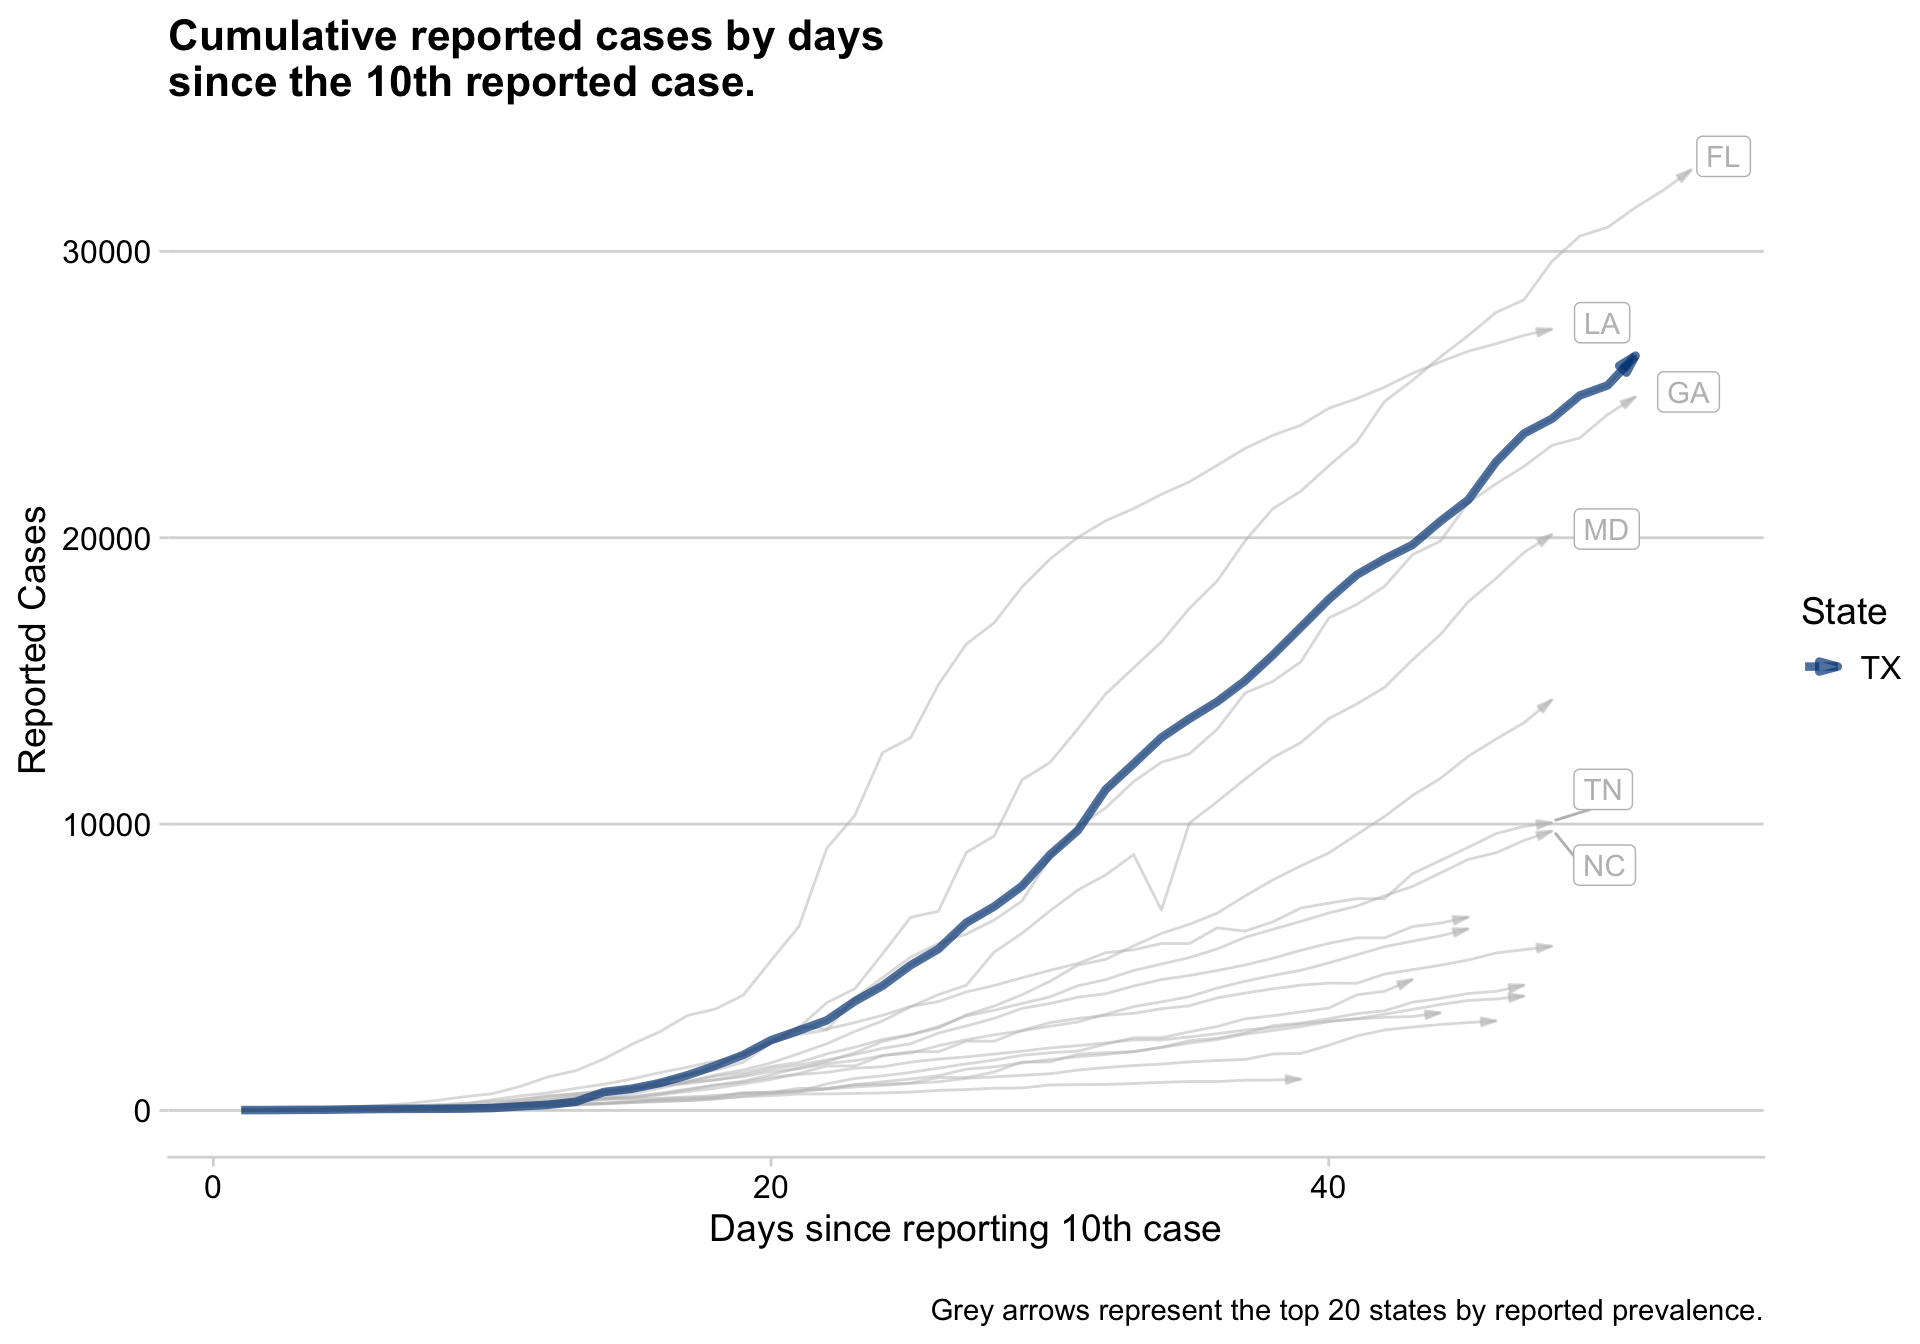 Cumulative reported cases by days
since the 10th reported case.
FL
30000
LA
GA
20000
MD
Reported Cases
State
TX
TN
10000
NC
0
0 20 40
Days since reporting 10th case
Grey arrows represent the top 20 states by reported prevalence.